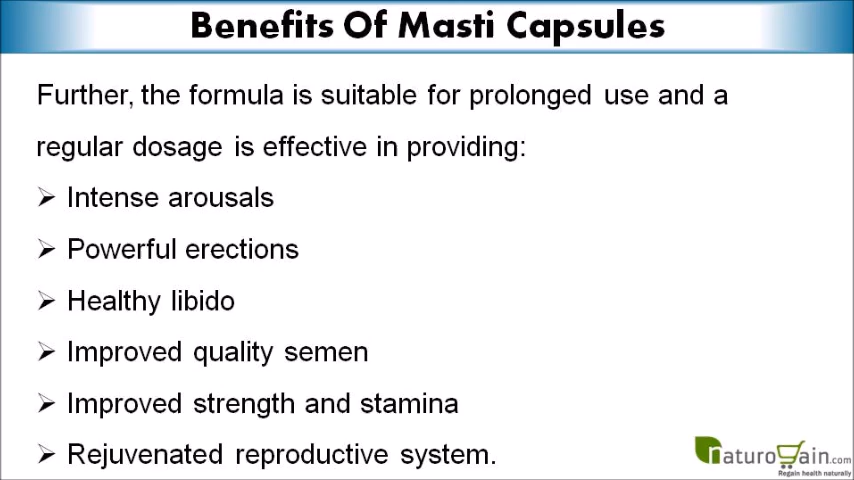 Benefits Of Masti Capsules
Further, the formula is suitable for prolonged use and a
regular dosage is effective in providing:
➢ Intense arousals
➢ Powerful erections
➢ Healthy libido
➢ Improved quality semen
➢ Improved strength and stamina
➢ Rejuvenated reproductive system.
naturogain.com
Regain health naturally